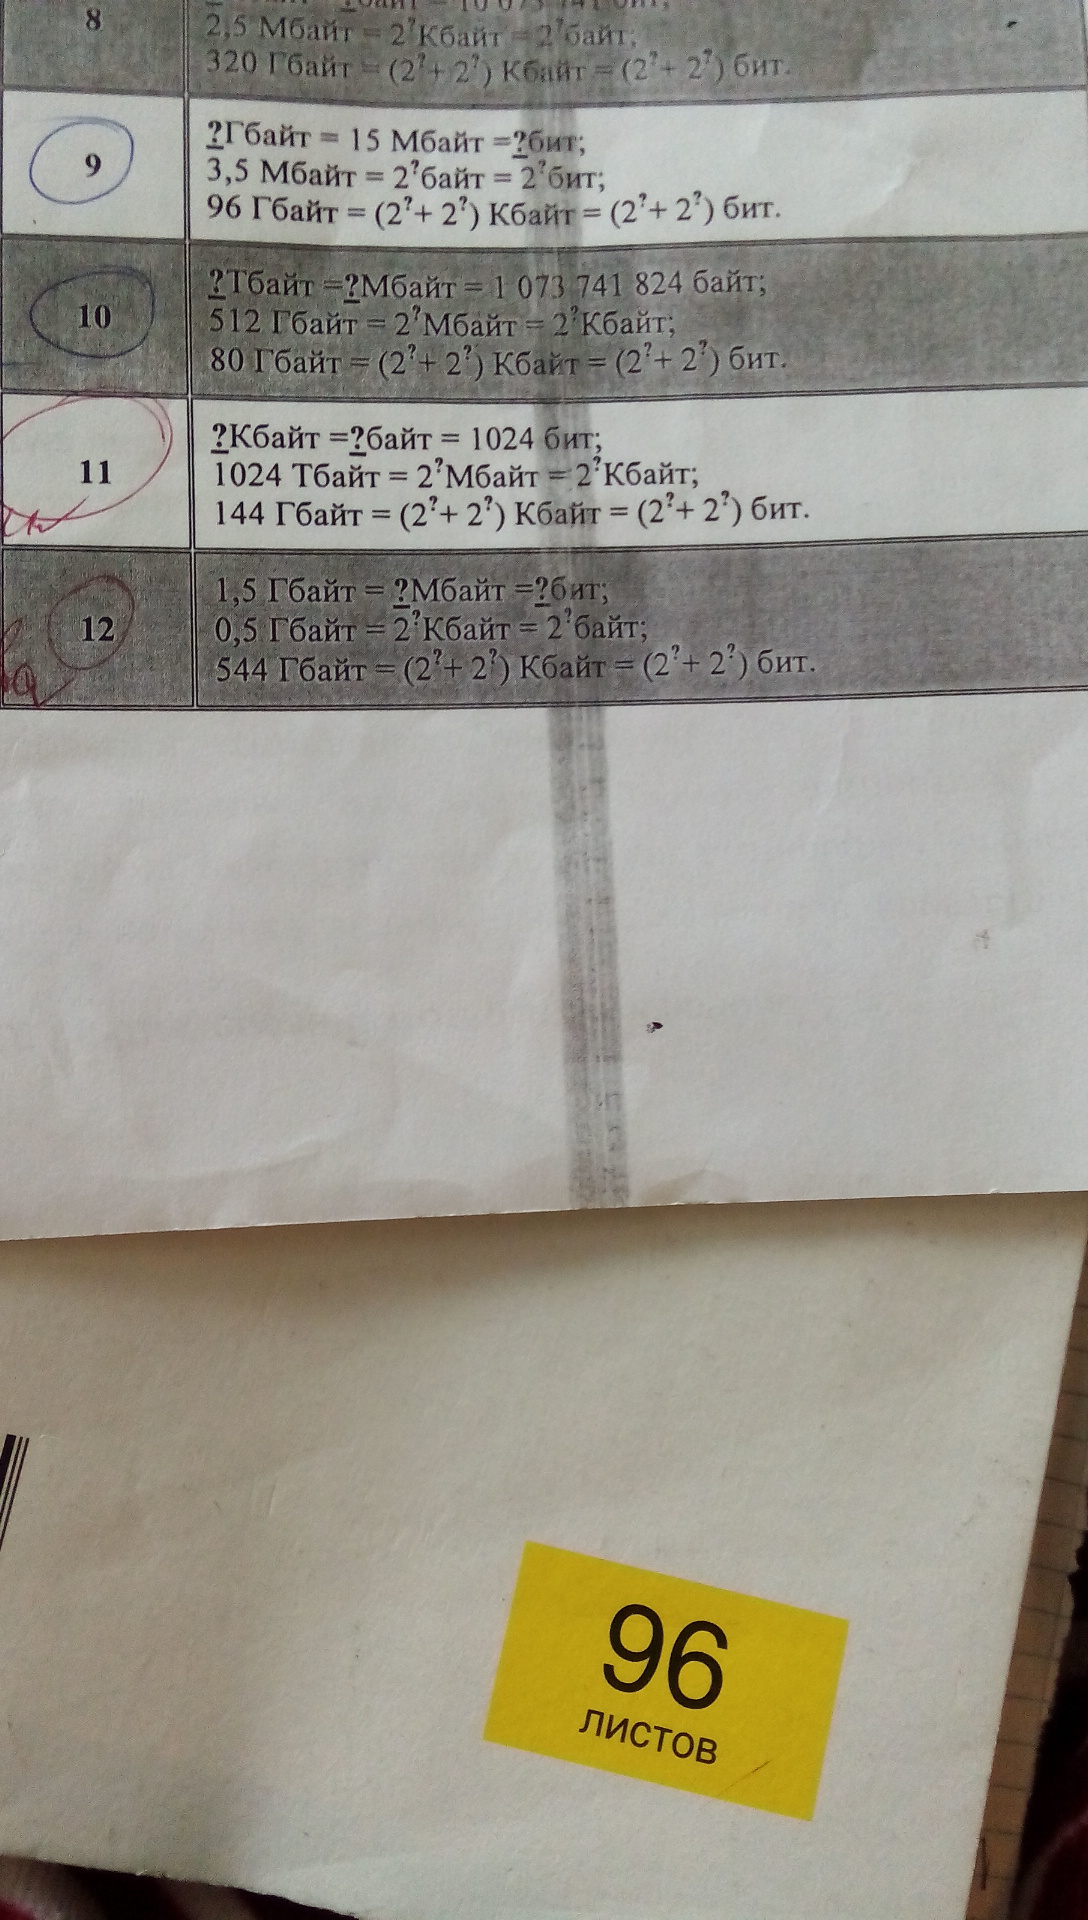 8
2,5 Мбайт = 2?Кбайт = 2?байт;
320 Гбайт = (2?+ 2?) Кбайт = (2?+ 2?) бит.
9
?Гбайт = 15 Мбайт =?бит;
3,5 Мбайт = 2?байт = 2?бит;
96 Гбайт = (2?+ 2?) Кбайт = (2?+ 2?) бит.
10
?Тбайт =?Мбайт = 1 073 741 824 байт;
512 Гбайт = 2?Мбайт = 2?Кбайт;
80 Гбайт = (2?+ 2?) Кбайт = (2?+ 2?) бит.
11
?Кбайт =?байт = 1024 бит;
1024 Тбайт = 2?Мбайт = 2?Кбайт;
144 Гбайт = (2?+ 2?) Кбайт = (2?+ 2?) бит.
12
1,5 Гбайт = ?Мбайт =?бит;
0,5 Гбайт = 2?Кбайт = 2?байт;
544 Гбайт = (2?+ 2?) Кбайт = (2?+ 2?) бит.
96
листов